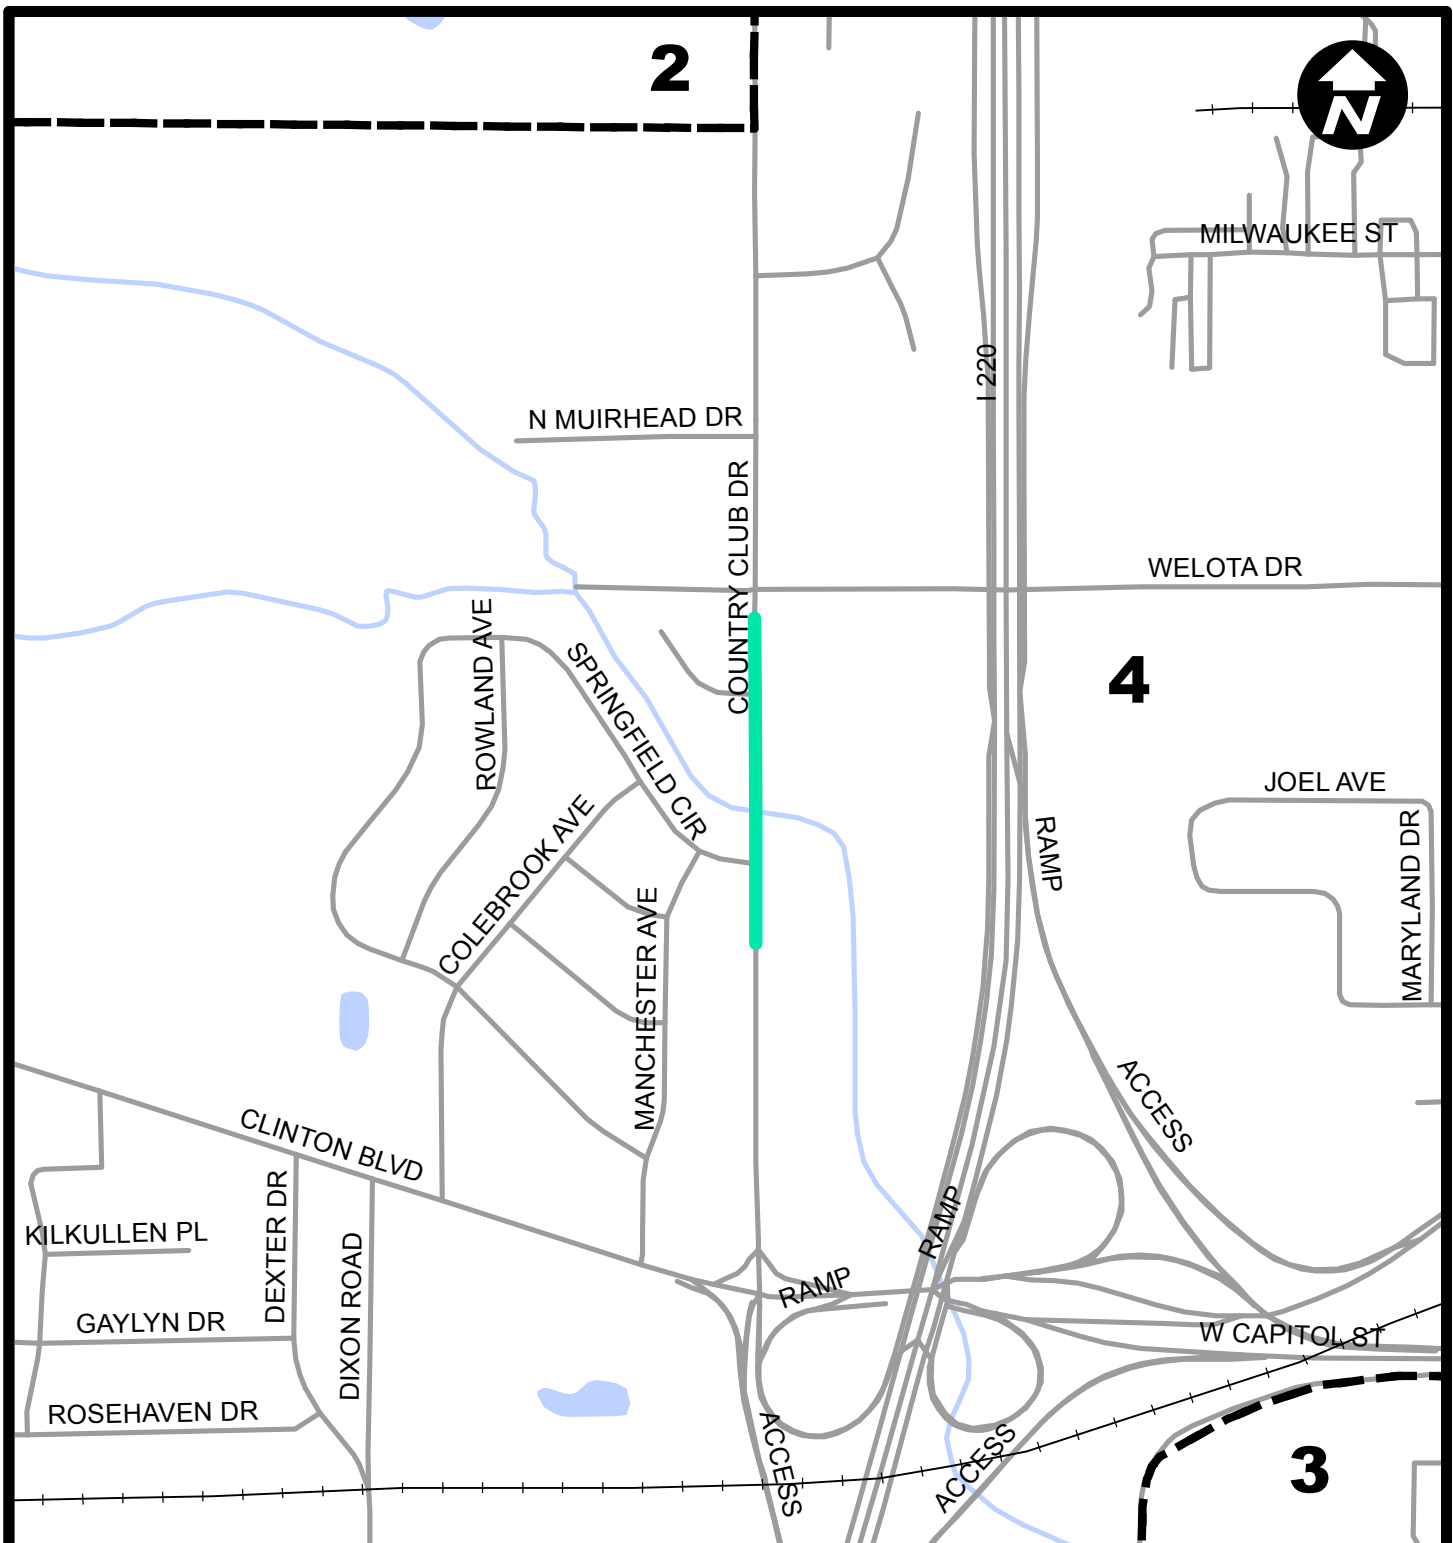 2
N
MILWAUKEE ST
I 220
N MUIRHEAD DR
COUNTRY CLUB DR
WELOTA DR
ROWLAND AVE
SPRINGFIELD CIR
4
JOEL AVE
RAMP
MARYLAND DR
COLEBROOK AVE
MANCHESTER AVE
ACCESS
CLINTON BLVD
DEXTER DR
KILKULLEN PL
DIXON ROAD
RAMP
RAMP
GAYLYN DR
W CAPITOL ST
ROSEHAVEN DR
ACCESS
ACCESS
3